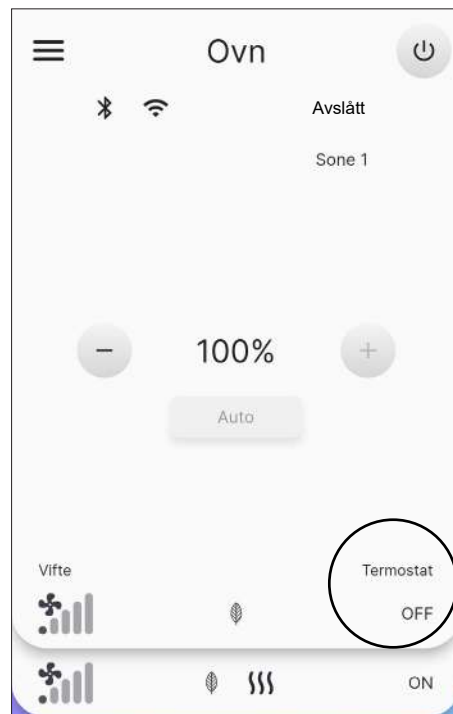 Ovn
Avslått
Sone 1
− 100% +
Auto
Vifte Termostat
OFF
ON